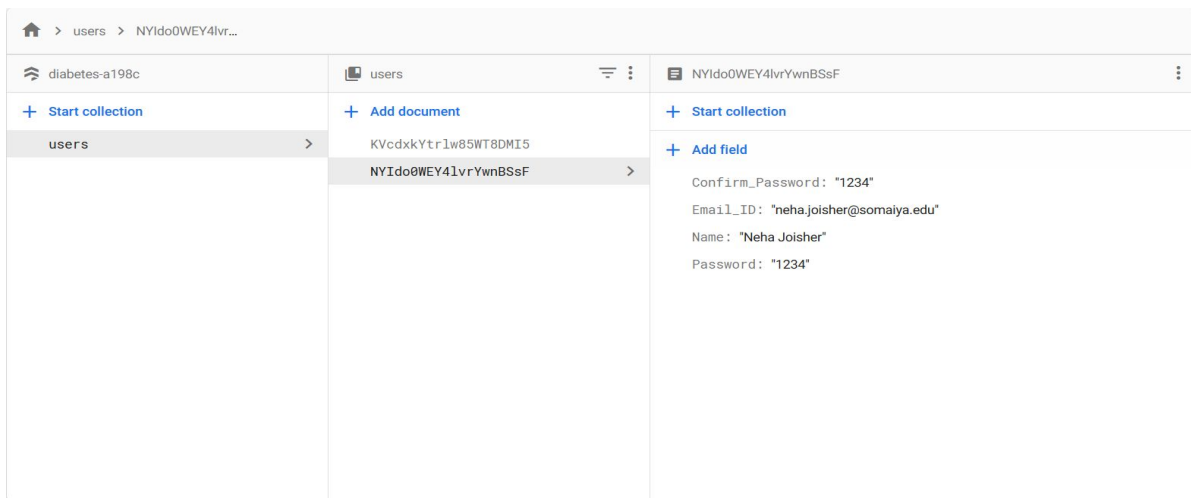 > users > NYIdo0WEY4lvr...
diabetes-a198c
+ Start collection
users >
users
+ Add document
KVcdxkYtrlw85WT8DMI5
NYIdo0WEY4lvrYwnBSsF >
NYIdo0WEY4lvrYwnBSsF
+ Start collection
+ Add field
Confirm_Password: "1234"
Email_ID: "neha.joisher@somaiya.edu"
Name: "Neha Joisher"
Password: "1234"